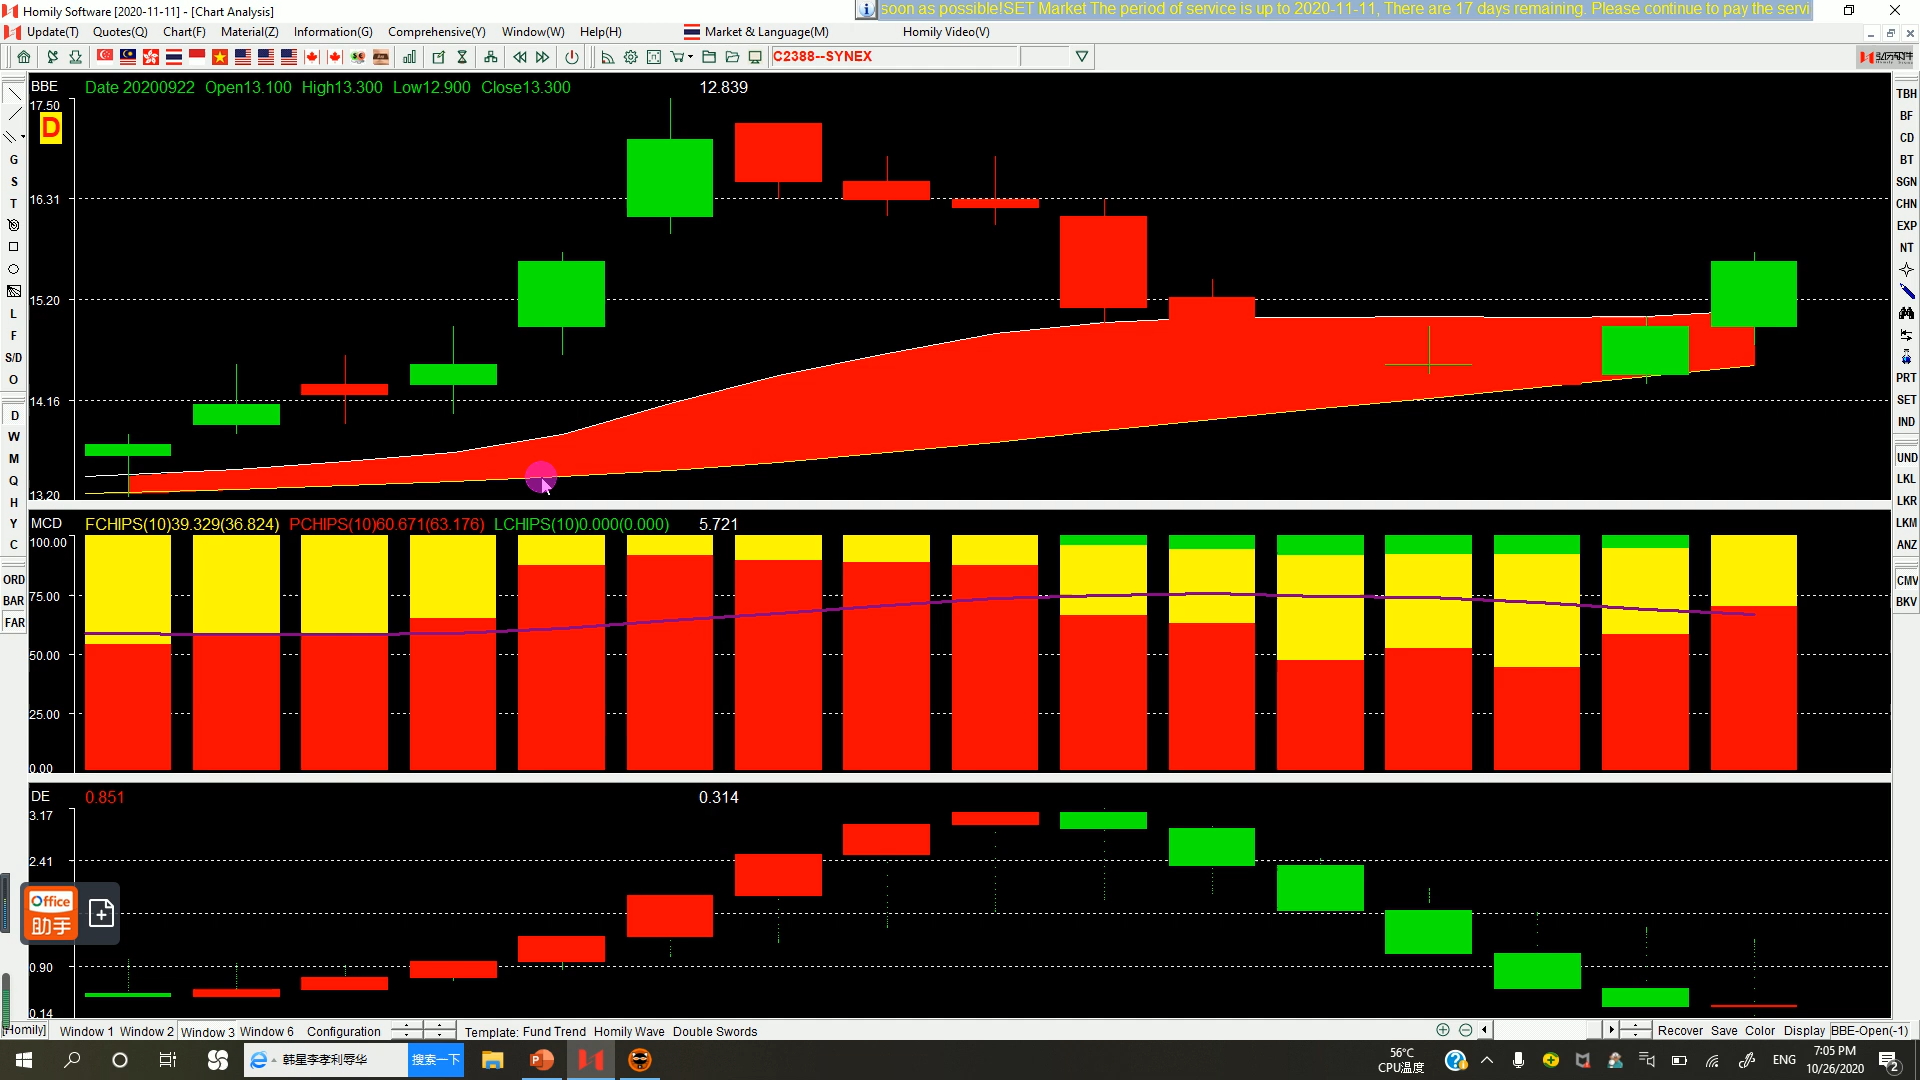 Homily Software [2020-11-11] - [Chart Analysis]
soon as possible!SET Market The period of service is up to 2020-11-11, There are 17 days remaining. Please continue to pay the servi
Update(T) Quotes(Q) Chart(F) Material(Z) Information(G) Comprehensive(Y) Window(W) Help(H) Market & Language(M) Homily Video(V)
C2388--SYNEX
BBE Date 20200922 Open13.100 High13.300 Low12.900 Close13.300 12.839
17.50
D
16.31
15.20
14.16
13.20
MCD FCHIPS(10)39.329(36.824) PCHIPS(10)60.671(63.176) LCHIPS(10)0.000(0.000) 5.721
100.00
75.00
50.00
25.00
0.00
DE 0.851 0.314
3.17
2.41
0.90
0.14
G
S
T
L
F
S/D
O
D
W
M
Q
H
Y
C
ORD
BAR
FAR
TBH
BF
CD
BT
SGN
CHN
EXP
NT
PRT
SET
IND
UND
LKL
LKR
LKM
ANZ
CMV
BKV
Office
助手
[Homily] Window 1 Window 2 Window 3 Window 6 Configuration Template: Fund Trend Homily Wave Double Swords Recover Save Color Display BBE-Open(-1)
韩星李孝利辱华 搜索一下
56°C
CPU温度
ENG
7:05 PM
10/26/2020
2